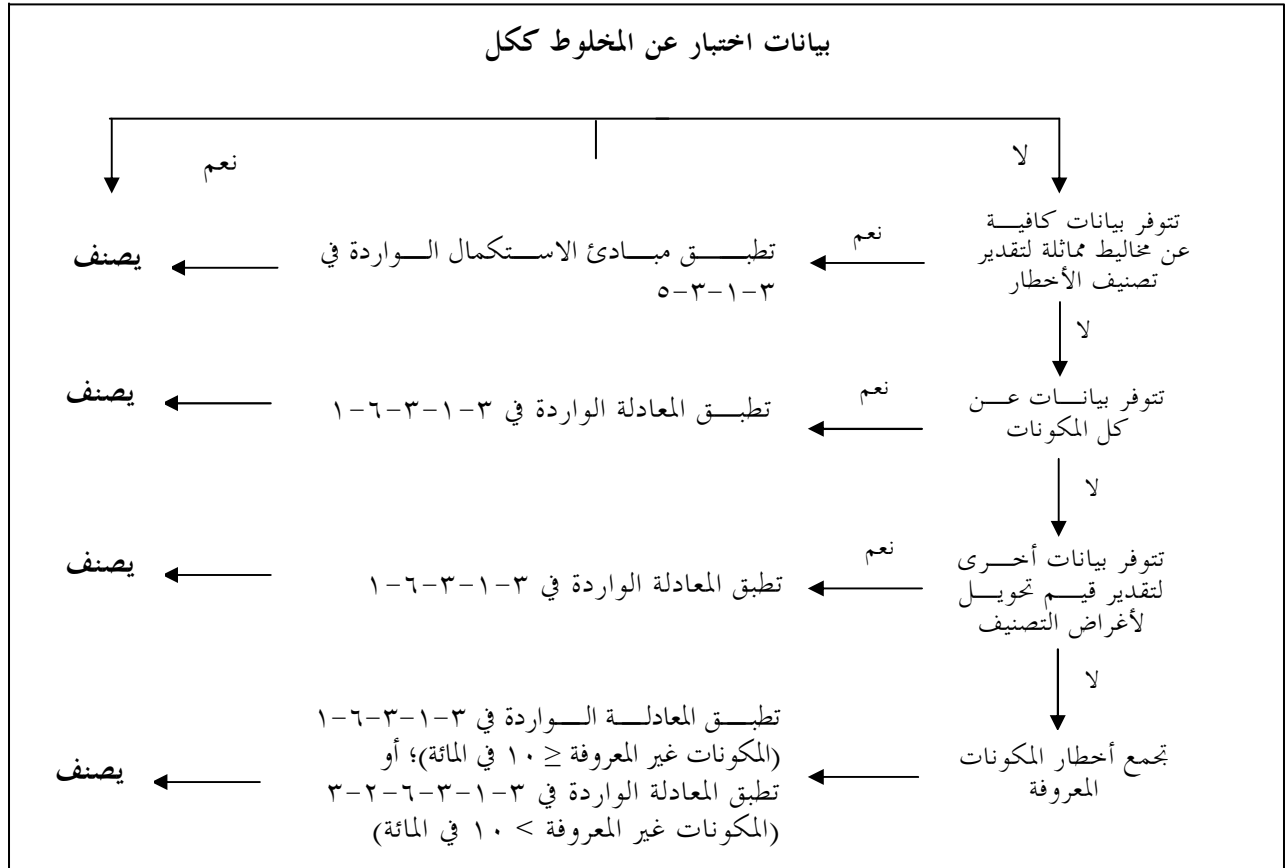 بيانات اختبار عن المخلوط ككل
لا
نعم
تتوفر بيانات كافية
عن مخاليط مماثلة لتقدير
تصنيف الأخطار
نعم
تطبق مبادئ الاستكمال الواردة في
٣-١-٣-٥
يصنف
لا
تتوفر بيانات عن
كل المكونات
نعم
تطبق المعادلة الواردة في ٣-١-٣-٦-١
يصنف
لا
تتوفر بيانات أخرى
لتقدير قيم تحويل
لأغراض التصنيف
نعم
تطبق المعادلة الواردة في ٣-١-٣-٦-١
يصنف
لا
تجمع أخطار المكونات
المعروفة
تطبق المعادلة الواردة في ٣-١-٣-٦-١
(المكونات غير المعروفة ≥ ١٠ في المائة)؛ أو
تطبق المعادلة الواردة في ٣-١-٣-٦-٢-٣
(المكونات غير المعروفة < ١٠ في المائة)
يصنف